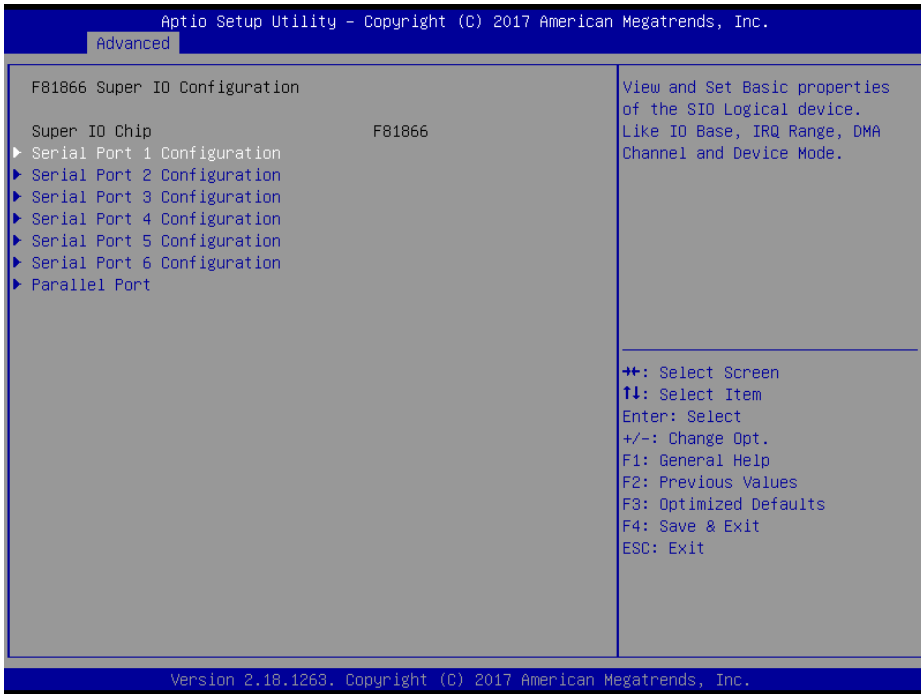 Aptio Setup Utility – Copyright (C) 2017 American Megatrends, Inc.
Advanced
F81866 Super IO Configuration
Super IO Chip F81866
Serial Port 1 Configuration
Serial Port 2 Configuration
Serial Port 3 Configuration
Serial Port 4 Configuration
Serial Port 5 Configuration
Serial Port 6 Configuration
Parallel Port
View and Set Basic properties
of the SIO Logical device.
Like IO Base, IRQ Range, DMA
Channel and Device Mode.
→←: Select Screen
↑↓: Select Item
Enter: Select
+/-: Change Opt.
F1: General Help
F2: Previous Values
F3: Optimized Defaults
F4: Save & Exit
ESC: Exit
Version 2.18.1263. Copyright (C) 2017 American Megatrends, Inc.